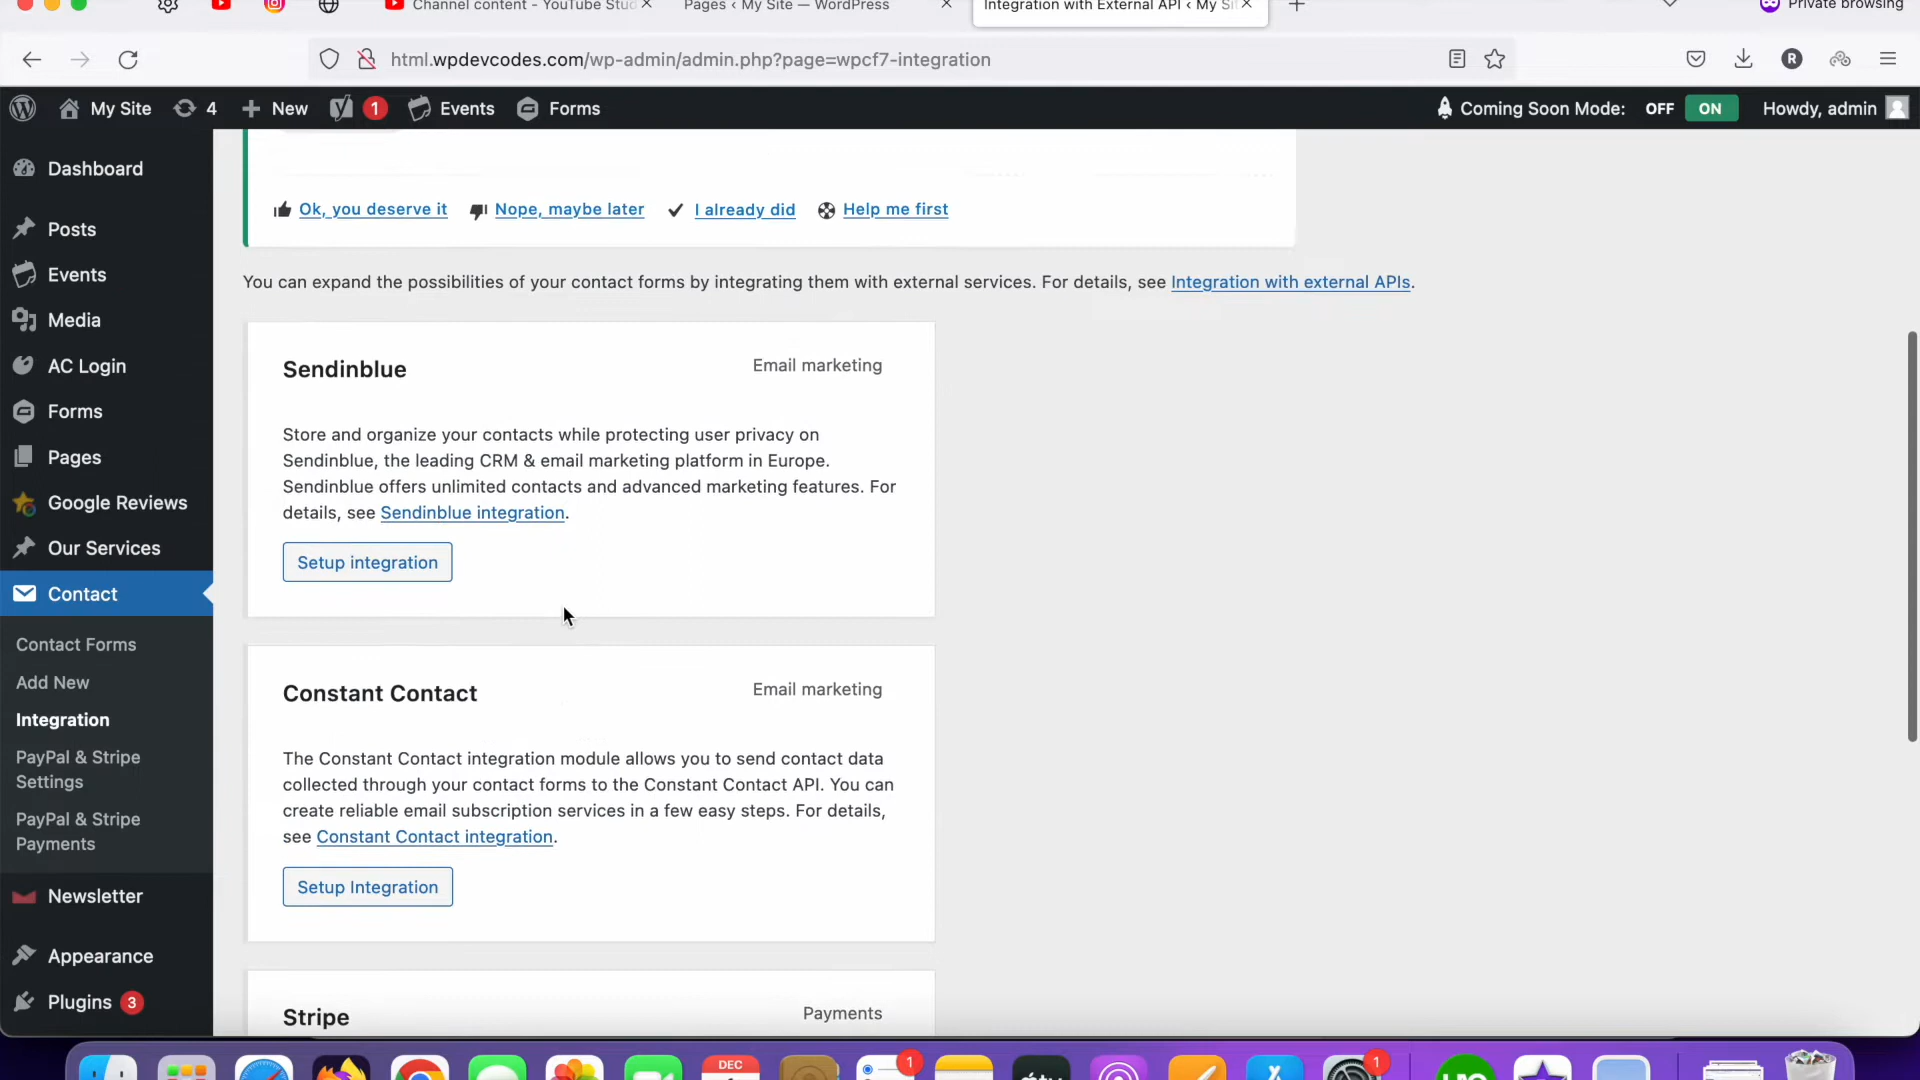 Channel content - YouTube Stud
Pages ‹ My Site — WordPress
Integration with External API ‹ My Sit
Private browsing
html.wpdevcodes.com/wp-admin/admin.php?page=wpcf7-integration
R
My Site
4
New
1
Events
Forms
Coming Soon Mode: OFF ON
Howdy, admin
Dashboard
Posts
Events
Media
AC Login
Forms
Pages
Google Reviews
Our Services
Contact
Contact Forms
Add New
Integration
PayPal & Stripe
Settings
PayPal & Stripe
Payments
Newsletter
Appearance
Plugins 3
Ok, you deserve it
Nope, maybe later
I already did
Help me first
You can expand the possibilities of your contact forms by integrating them with external services. For details, see Integration with external APIs.
Sendinblue
Email marketing
Store and organize your contacts while protecting user privacy on
Sendinblue, the leading CRM & email marketing platform in Europe.
Sendinblue offers unlimited contacts and advanced marketing features. For
details, see Sendinblue integration.
Setup integration
Constant Contact
Email marketing
The Constant Contact integration module allows you to send contact data
collected through your contact forms to the Constant Contact API. You can
create reliable email subscription services in a few easy steps. For details,
see Constant Contact integration.
Setup Integration
Stripe
Payments
DEC
1
1